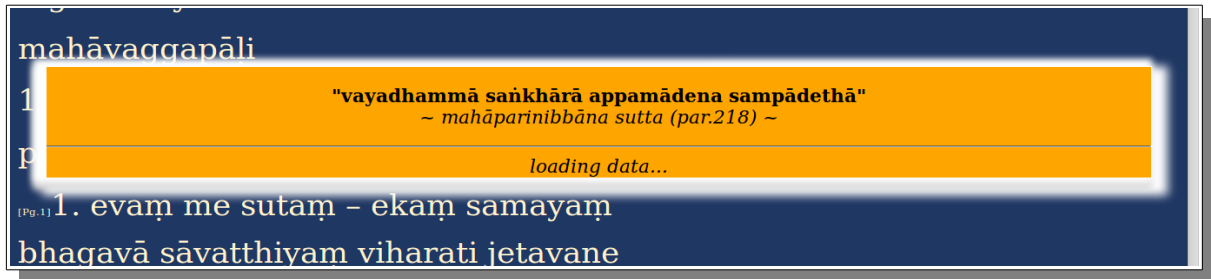 mahāvaggapāḷi
1
"vayadhammā saṅkhārā appamādena sampādethā"
~ mahāparinibbāna sutta (par.218) ~
p
loading data...
[Pg.1]1. evaṃ me sutaṃ – ekaṃ samayaṃ
bhagavā sāvatthiyaṃ viharati jetavane